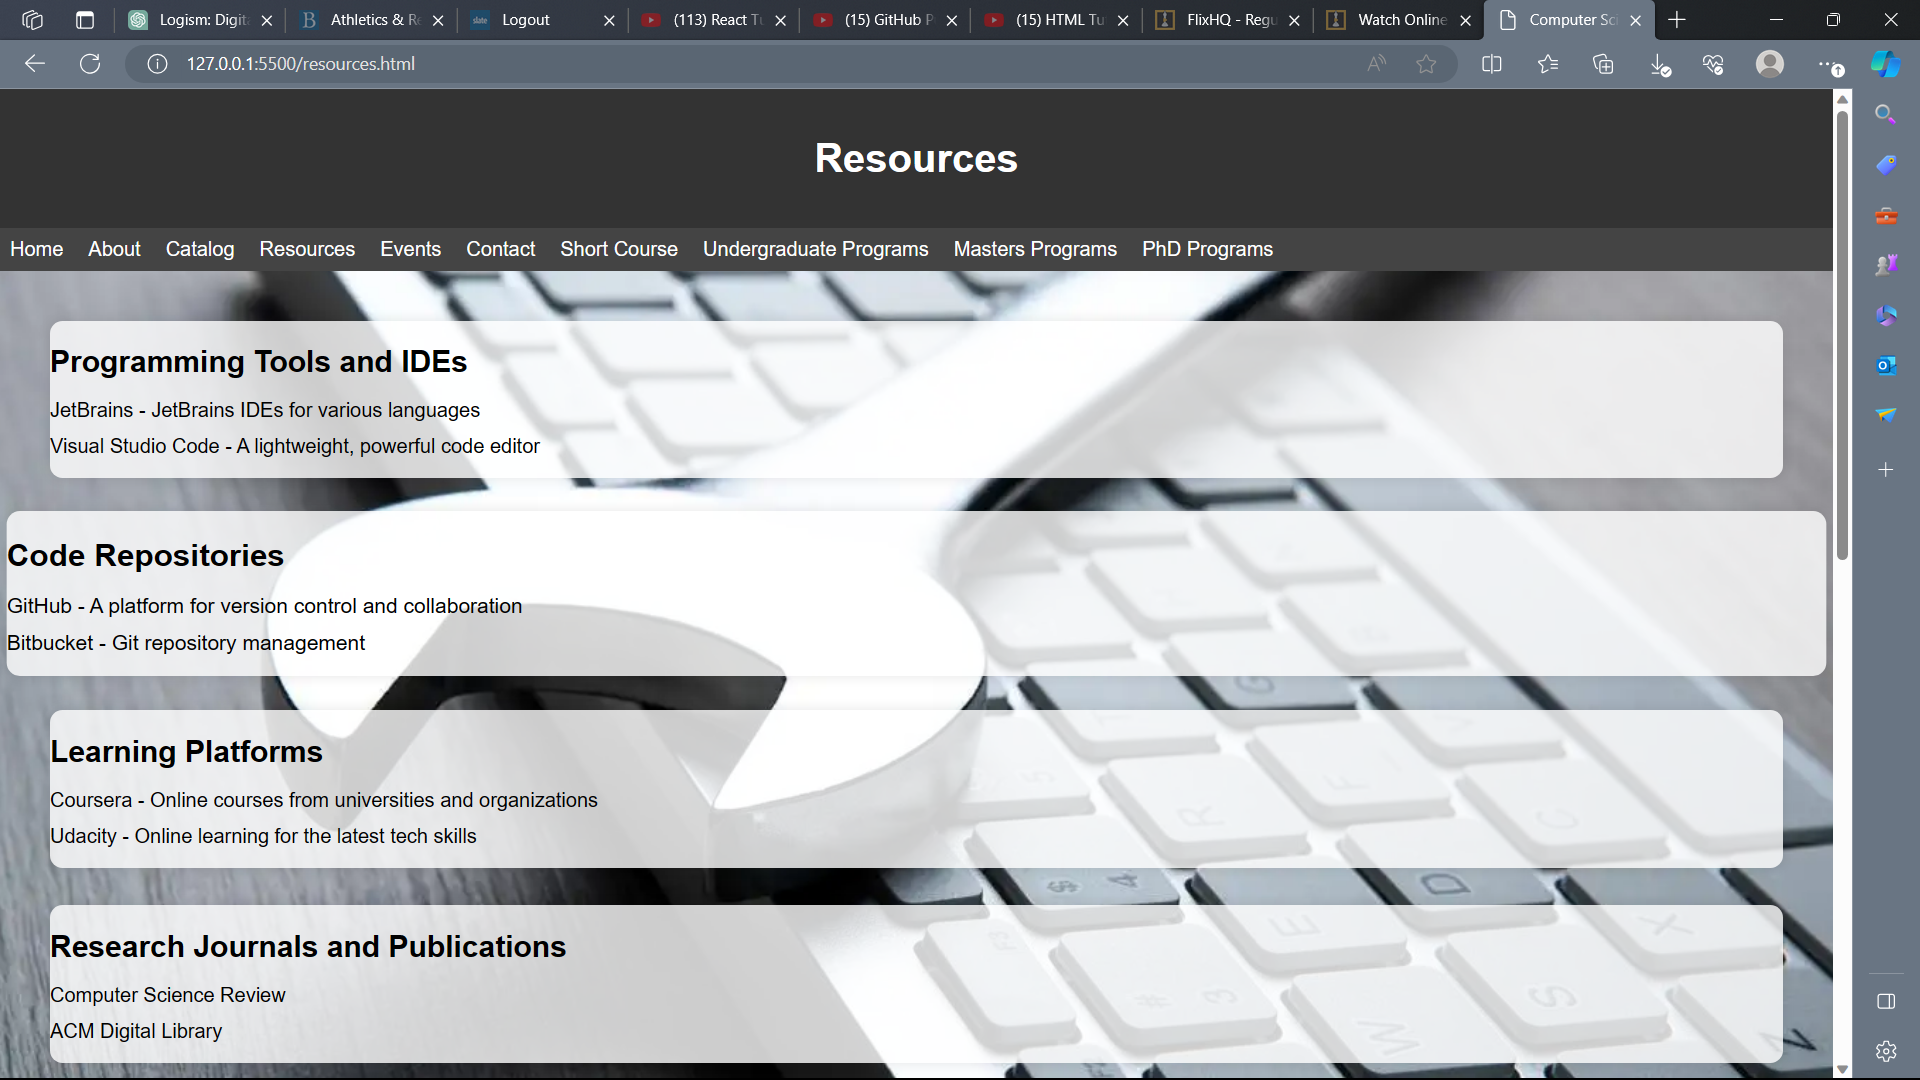 Logism: Digit
Athletics & Re
slate Logout
(113) React Tu
(15) GitHub P
(15) HTML Tu
FlixHQ - Regu
Watch Online
Computer Sci
127.0.0.1:5500/resources.html
Resources
Home About Catalog Resources Events Contact Short Course Undergraduate Programs Masters Programs PhD Programs
Programming Tools and IDEs
JetBrains - JetBrains IDEs for various languages
Visual Studio Code - A lightweight, powerful code editor
Code Repositories
GitHub - A platform for version control and collaboration
Bitbucket - Git repository management
Learning Platforms
Coursera - Online courses from universities and organizations
Udacity - Online learning for the latest tech skills
Research Journals and Publications
Computer Science Review
ACM Digital Library